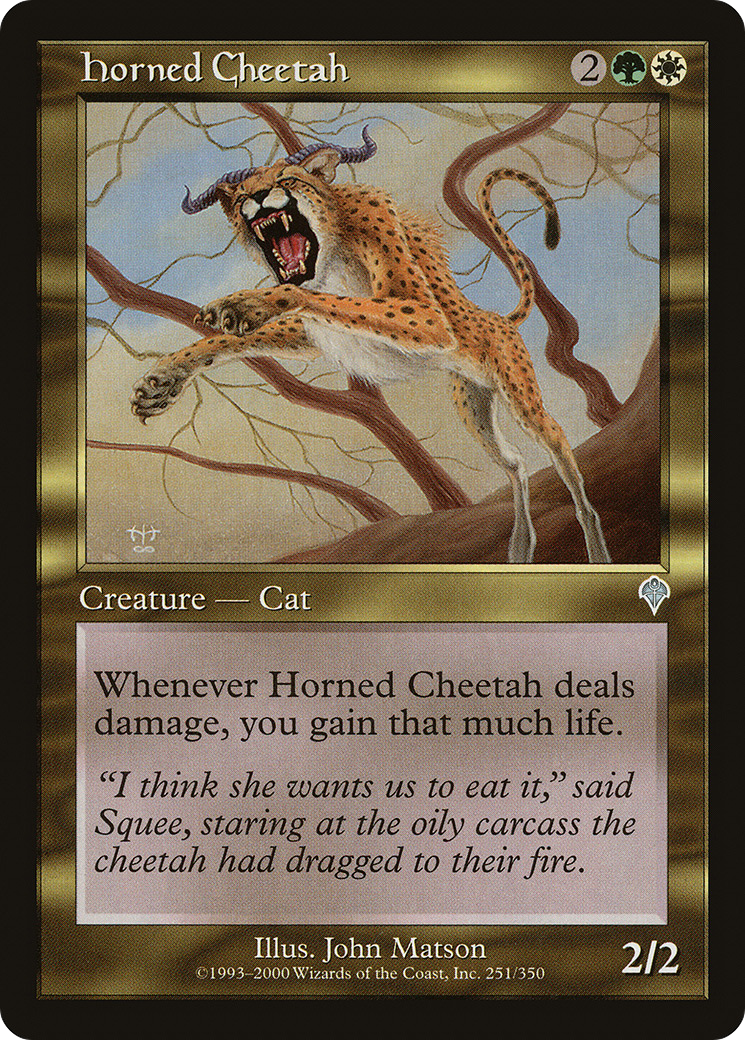 Horned Cheetah 2
Creature — Cat
Whenever Horned Cheetah deals
damage, you gain that much life.
“I think she wants us to eat it,” said
Squee, staring at the oily carcass the
cheetah had dragged to their fire.
Illus. John Matson
©1993–2000 Wizards of the Coast, Inc. 251/350
2/2